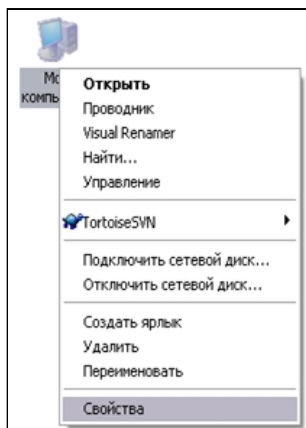 Мо
компь
Открыть
Проводник
Visual Renamer
Найти...
Управление
TortoiseSVN
Подключить сетевой диск...
Отключить сетевой диск...
Создать ярлык
Удалить
Переименовать
Свойства